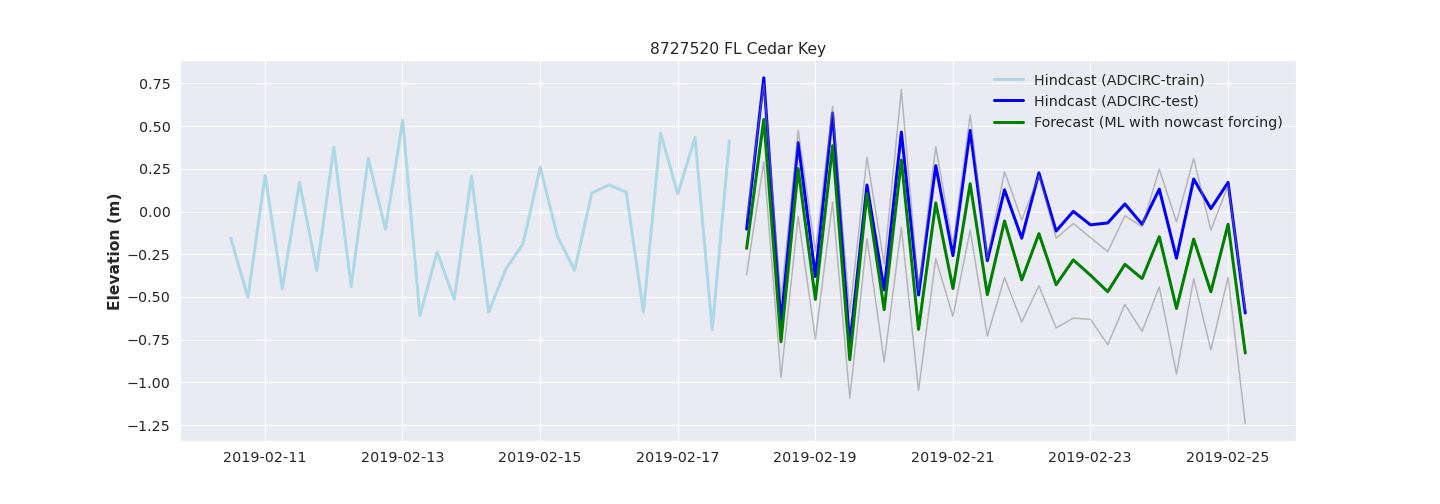 8727520 FL Cedar Key
Hindcast (ADCIRC-train)
Hindcast (ADCIRC-test)
Forecast (ML with nowcast forcing)
Elevation (m)
0.75
0.50
0.25
0.00
−0.25
−0.50
−0.75
−1.00
−1.25
2019-02-11 2019-02-13 2019-02-15 2019-02-17 2019-02-19 2019-02-21 2019-02-23 2019-02-25